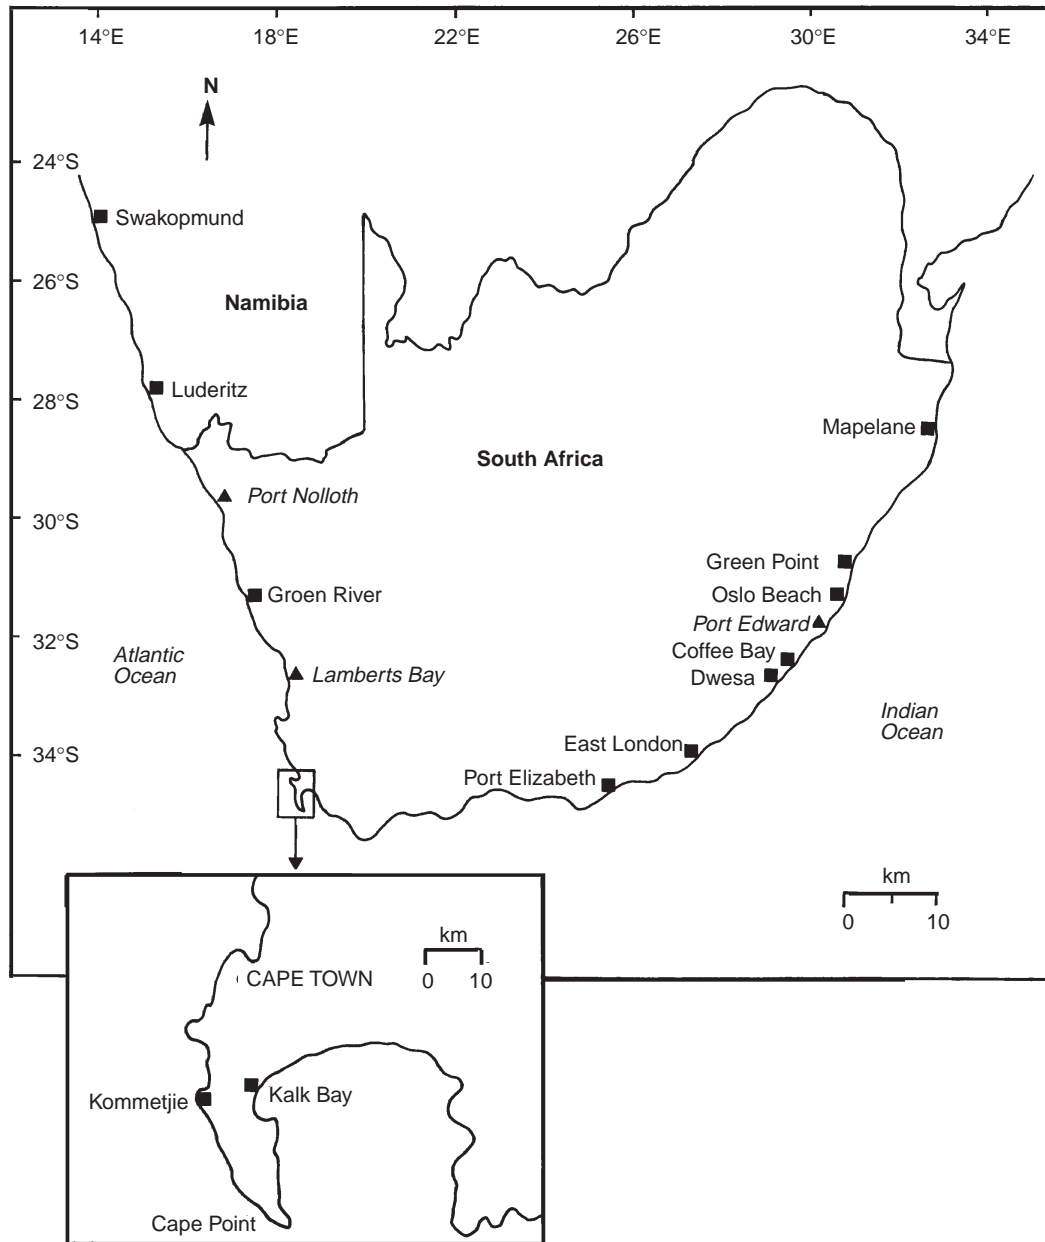 14°E 18°E 22°E 26°E 30°E 34°E
N
24°S
Swakopmund
26°S
Namibia
28°S
Luderitz
Mapelane
South Africa
Port Nolloth
30°S
Green Point
Groen River
Oslo Beach
Port Edward
32°S
Coffee Bay
Atlantic
Ocean
Lamberts Bay
Dwesa
Indian
Ocean
East London
34°S
Port Elizabeth
km
0 10
km
0 10
CAPE TOWN
Kalk Bay
Kommetjie
Cape Point